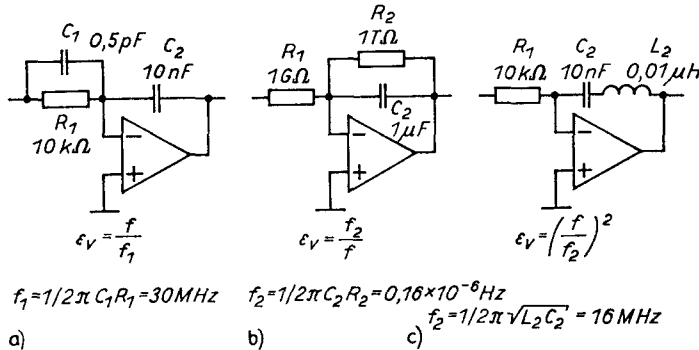 C₁ 0,5pF
C₂
10nF
R₁
10kΩ
−
+
εᵥ = f/f₁
f₁=1/2πC₁R₁=30MHz
a)
R₂
1TΩ
R₁
1GΩ
C₂
1μF
−
+
εᵥ = f₂/f
f₂=1/2πC₂R₂=0,16×10⁻⁶Hz
b)
R₁
10kΩ
C₂
10nF
L₂
0,01μH
−
+
εᵥ=(f/f₂)²
f₂=1/2π√L₂C₂ = 16MHz
c)